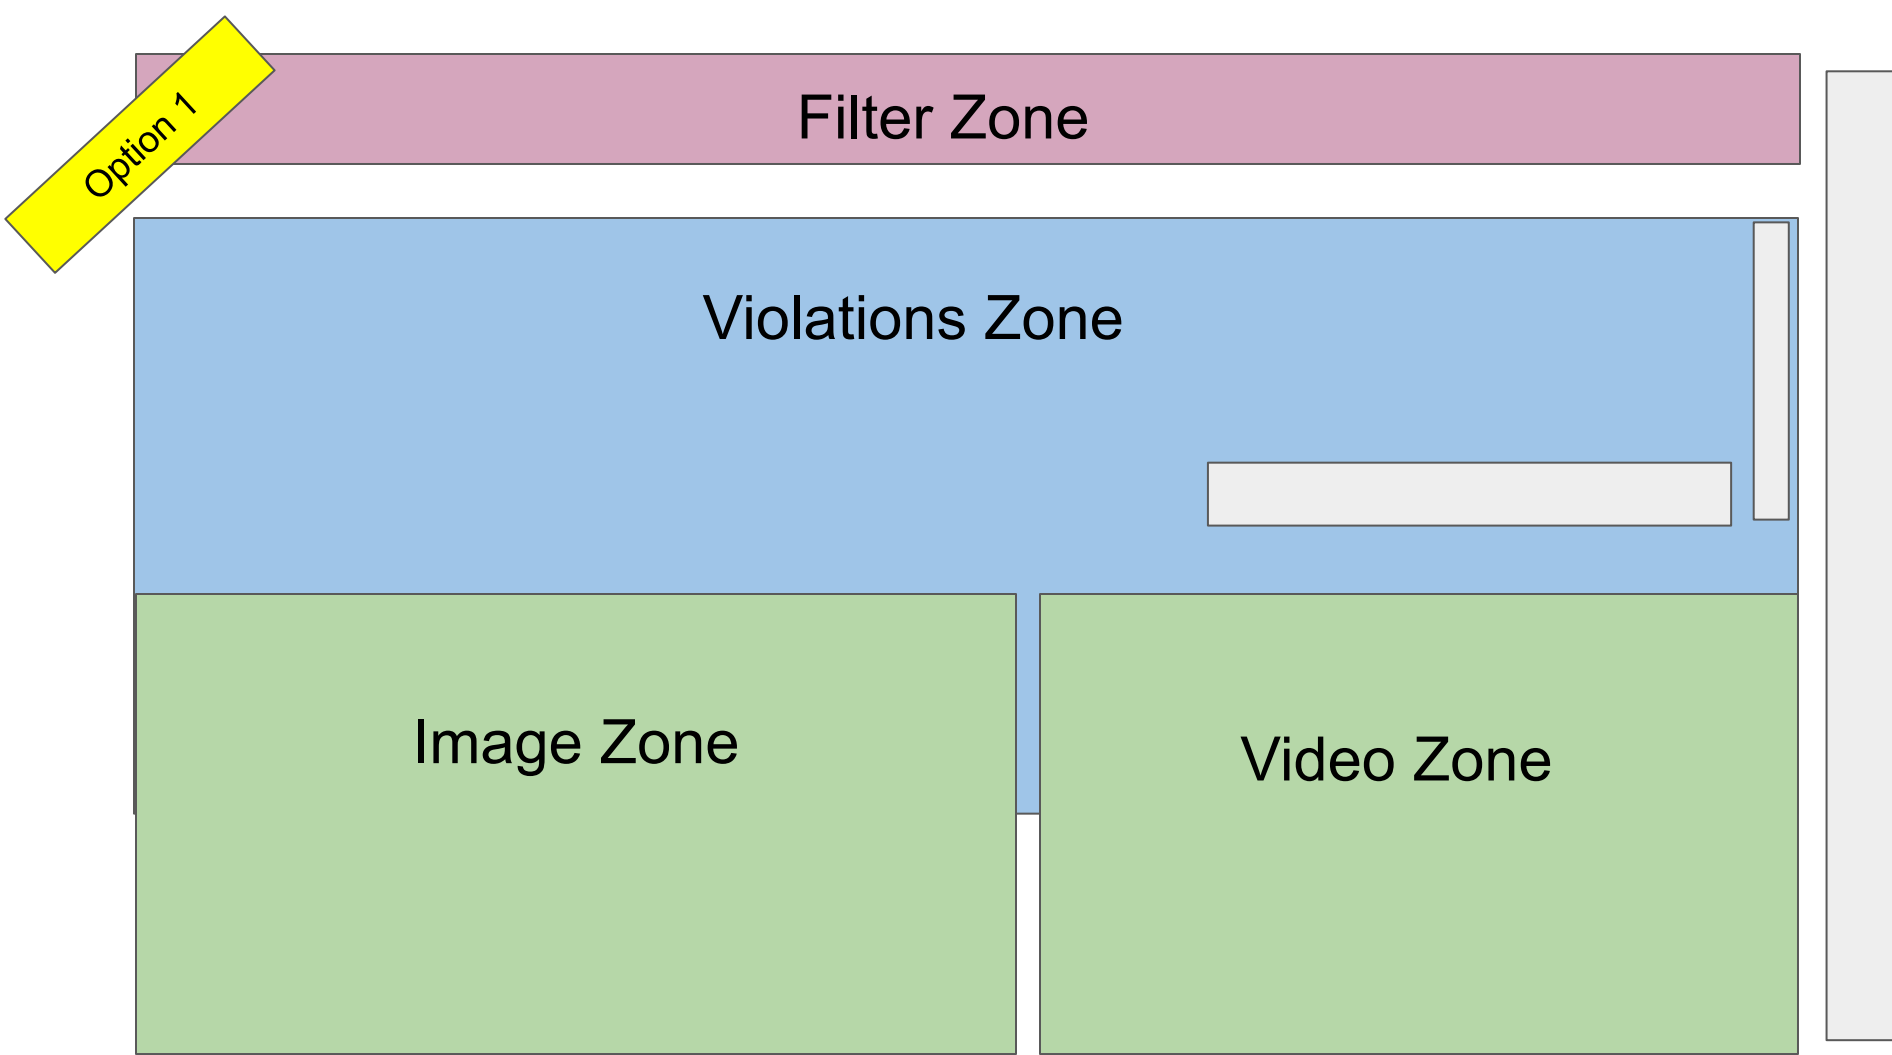 Option 1
Filter Zone
Violations Zone
Image Zone
Video Zone